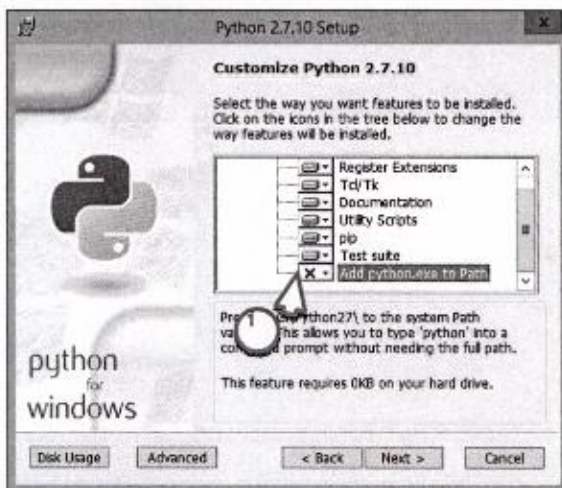 Python 2.7.10 Setup
x
Customize Python 2.7.10
Select the way you want features to be installed.
Click on the icons in the tree below to change the
way features will be installed.
Register Extensions
Tcl/Tk
Documentation
Utility Scripts
pip
Test suite
Add python.exe to Path
1
ython27\ to the system Path
This allows you to type 'python' into a
prompt without needing the full path.
This feature requires 0KB on your hard drive.
python
for
windows
Disk Usage
Advanced
< Back
Next >
Cancel